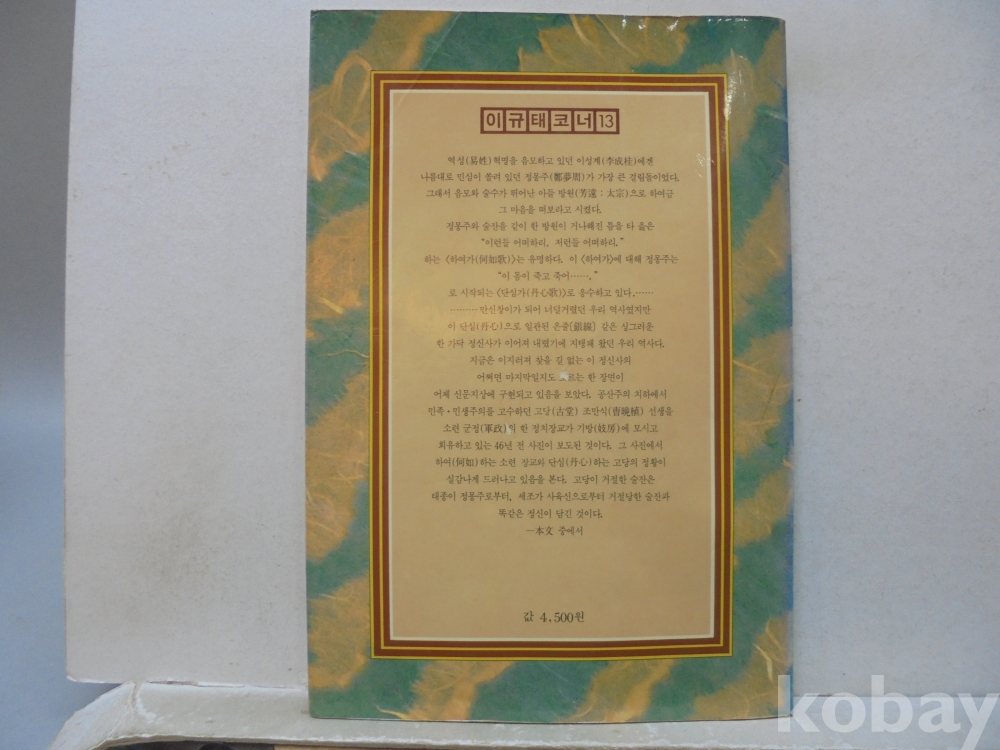 이규태코너 13
역성(易姓)혁명을 음모하고 있던 이성계(李成桂)에겐
나름대로 민심이 쏠려 있던 정몽주(鄭夢周)가 가장 큰 걸림돌이었다.
그래서 음모와 술수가 뛰어난 아들 방원(芳遠 : 太宗)으로 하여금
그 마음을 떠보라고 시켰다.
정몽주와 술잔을 같이 한 방원이 거나해진 틈을 타 읊은
"이런들 어떠하리, 저런들 어떠하리,"
하는 〈하여가(何如歌)〉는 유명하다. 이 〈하여가〉에 대해 정몽주는
"이 몸이 죽고 죽어……."
로 시작되는 〈단심가(丹心歌)〉로 응수하고 있다.……
………만신창이가 되어 너덜거렸던 우리 역사였지만
이 단심(丹心)으로 일관된 은줄〔銀線〕같은 싱그러운
한 가닥 정신사가 이어져 내렸기에 지탱해 왔던 우리 역사다.
지금은 이지러져 찾을 길 없는 이 정신사의
어쩌면 마지막일지도 르는 한 장면이
어제 신문지상에 구현되고 있음을 보았다. 공산주의 치하에서
민족·민생주의를 고수하던 고당(古堂) 조만식(曺晩植) 선생을
소련 군정(軍政)의 한 정치장교가 기방(妓房)에 모시고
회유하고 있는 46년 전 사진이 보도된 것이다. 그 사진에서
하여(何如)하는 소련 장교와 단심(丹心)하는 고당의 정황이
실감나게 드러나고 있음을 본다. 고당이 거절한 술잔은
태종이 정몽주로부터, 세조가 사육신으로부터 거절당한 술잔과
똑같은 정신이 담긴 것이다.
—本文 중에서
값 4,500원
kobay